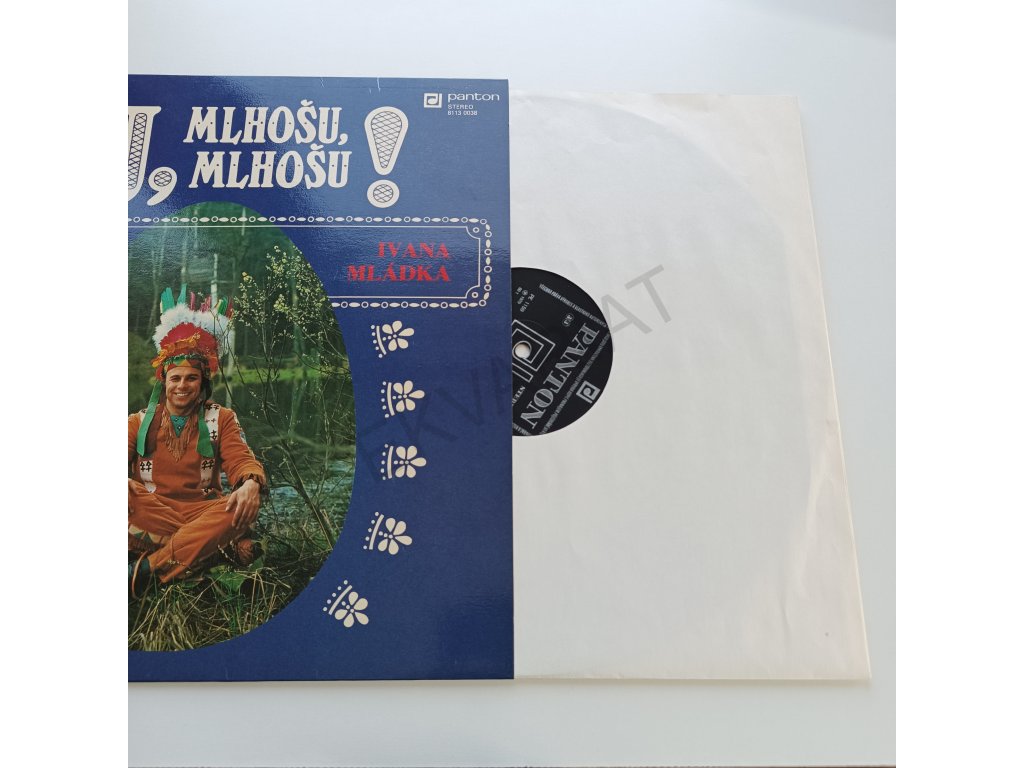 panton
STEREO
8113 0038
U, MLHOŠU,
MLHOŠU!
IVANA
MLÁDKA
PANTON